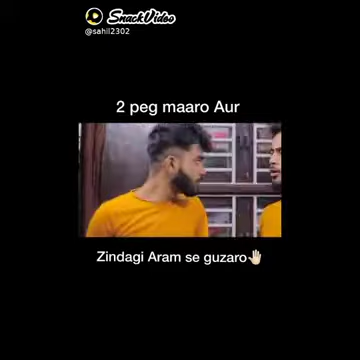 SnackVideo
@sahil2302
2 peg maaro Aur
Zindagi Aram se guzaro🤚🏻